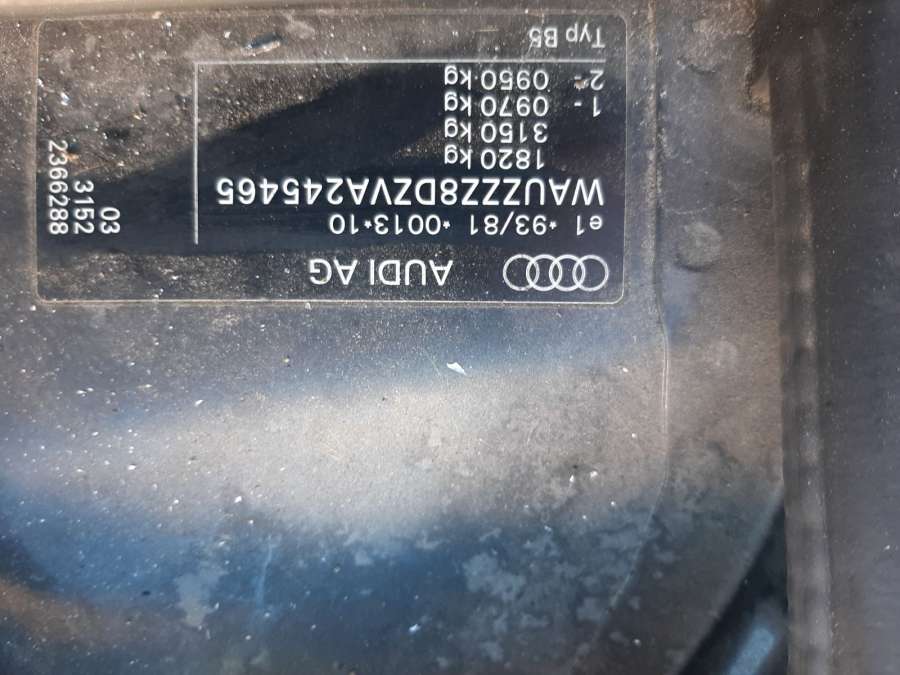 AUDI AG
e1 *93/81 *0013*10
WAUZZZ8DZVA245465
1820 kg
3150 kg
1 - 0970 kg
2 - 0950 kg
Typ B5
03
3152
2366288